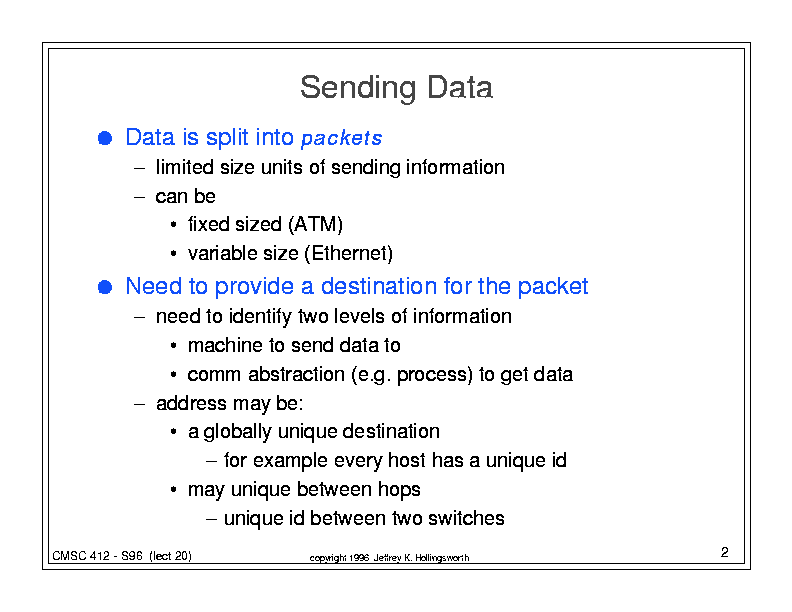 Sending Data
● Data is split into packets
– limited size units of sending information
– can be
• fixed sized (ATM)
• variable size (Ethernet)
● Need to provide a destination for the packet
– need to identify two levels of information
• machine to send data to
• comm abstraction (e.g. process) to get data
– address may be:
• a globally unique destination
– for example every host has a unique id
• may unique between hops
– unique id between two switches
CMSC 412 - S96 (lect 20)
copyright 1996 Jeffrey K. Hollingsworth
2